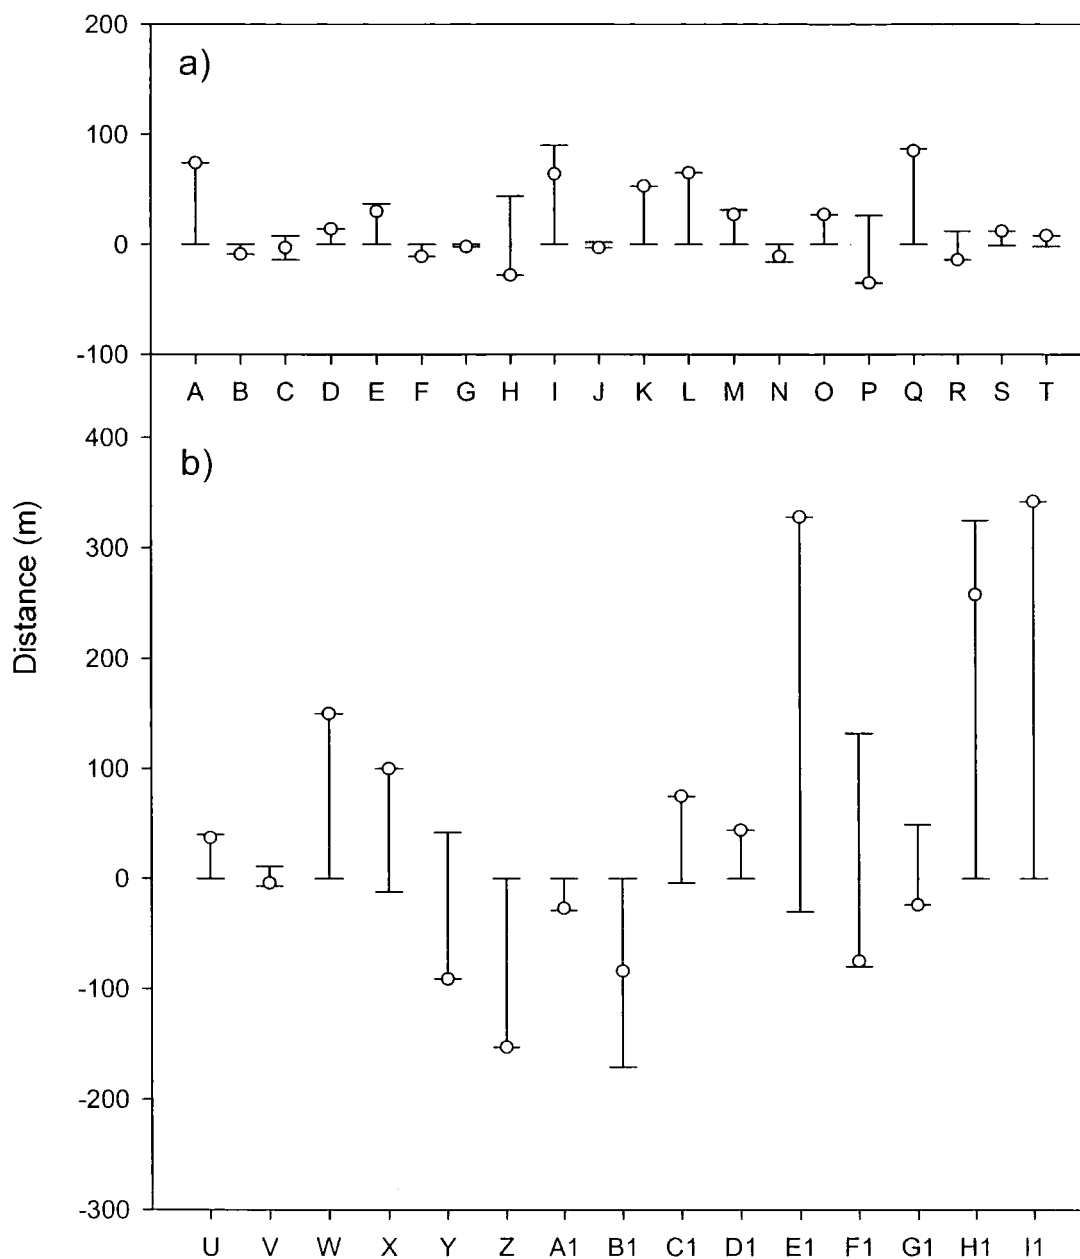 200
a)
100
0
-100
A B C D E F G H I J K L M N O P Q R S T
400
b)
300
200
100
0
-100
-200
-300
U V W X Y Z A1 B1 C1 D1 E1 F1 G1 H1 I1
Distance (m)